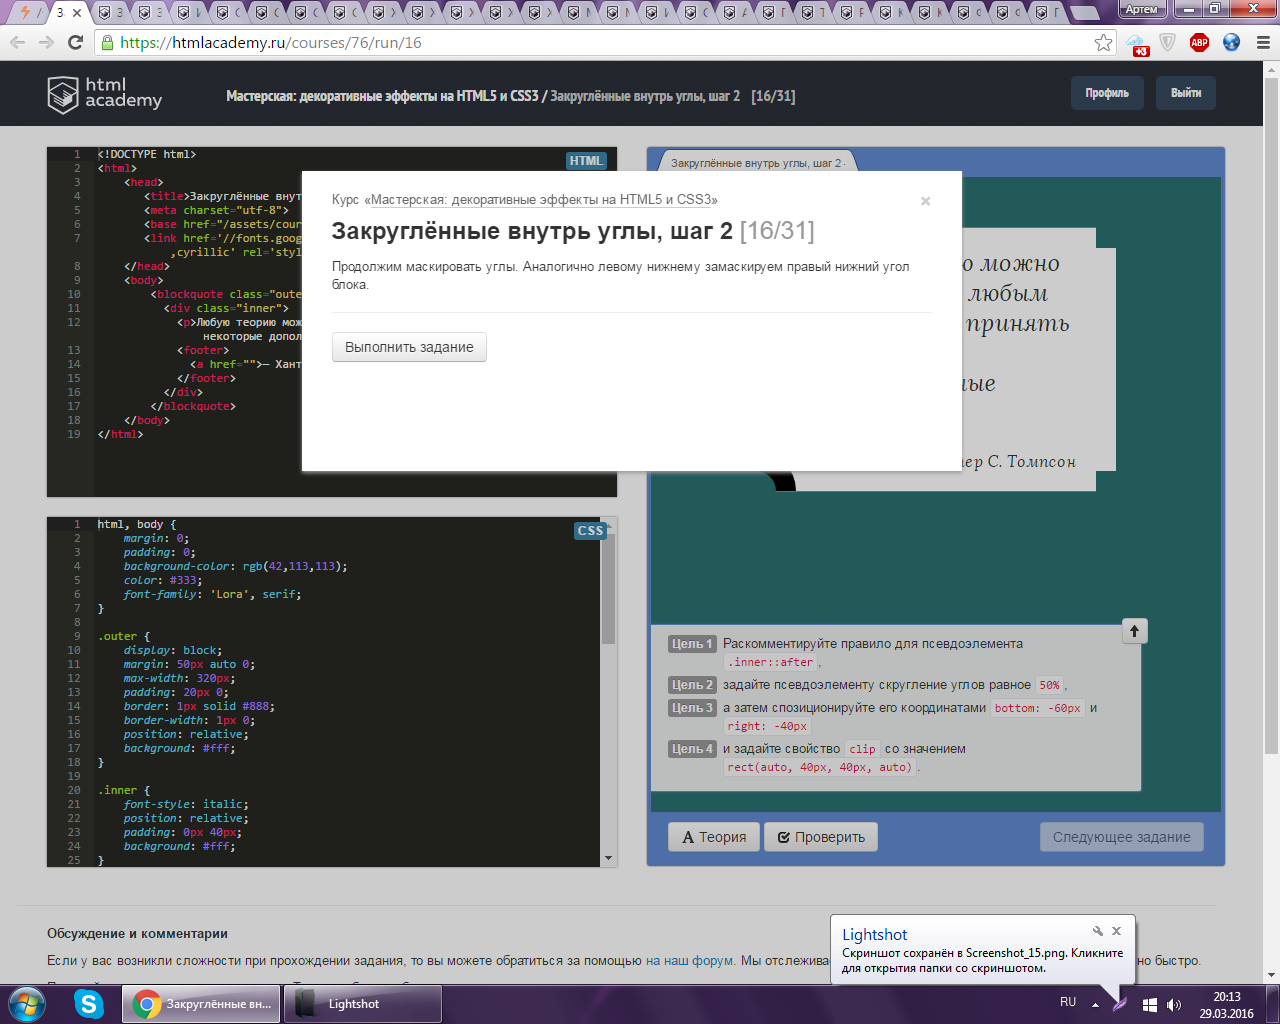 З
Артем
https://htmlacademy.ru/courses/76/run/16
+3
ABP
html
academy
Мастерская: декоративные эффекты на HTML5 и CSS3 / Закруглённые внутрь углы, шаг 2 [16/31]
Профиль
Выйти
HTML
1 <!DOCTYPE html>
2 <html>
3 <head>
4 <title>Закруглённые внут
5 <meta charset="utf-8">
6 <base href="/assets/cour
7 <link href='//fonts.goog
,cyrillic' rel='styl
8 </head>
9 <body>
10 <blockquote class="oute
11 <div class="inner">
12 <p>Любую теорию мож
некоторые допол
13 <footer>
14 <a href="">— Хант
15 </footer>
16 </div>
17 </blockquote>
18 </body>
19 </html>
Курс «Мастерская: декоративные эффекты на HTML5 и CSS3»
×
Закруглённые внутрь углы, шаг 2 [16/31]
Продолжим маскировать углы. Аналогично левому нижнему замаскируем правый нижний угол
блока.
Выполнить задание
Закруглённые внутрь углы, шаг 2
о можно
любым
принять
ые
ер С. Томпсон
CSS
1 html, body {
2 margin: 0;
3 padding: 0;
4 background-color: rgb(42,113,113);
5 color: #333;
6 font-family: 'Lora', serif;
7 }
8
9 .outer {
10 display: block;
11 margin: 50px auto 0;
12 max-width: 320px;
13 padding: 20px 0;
14 border: 1px solid #888;
15 border-width: 1px 0;
16 position: relative;
17 background: #fff;
18 }
19
20 .inner {
21 font-style: italic;
22 position: relative;
23 padding: 0px 40px;
24 background: #fff;
25 }
Цель 1 Раскомментируйте правило для псевдоэлемента
.inner::after,
Цель 2 задайте псевдоэлементу скругление углов равное 50%,
Цель 3 а затем спозиционируйте его координатами bottom: -60px и
right: -40px
Цель 4 и задайте свойство clip со значением
rect(auto, 40px, 40px, auto).
A Теория
Проверить
Следующее задание
Обсуждение и комментарии
Если у вас возникли сложности при прохождении задания, то вы можете обратиться за помощью на наш форум. Мы отслежива
но быстро.
Lightshot
Скриншот сохранён в Screenshot_15.png. Кликните
для открытия папки со скриншотом.
Закруглённые вн...
Lightshot
RU
20:13
29.03.2016